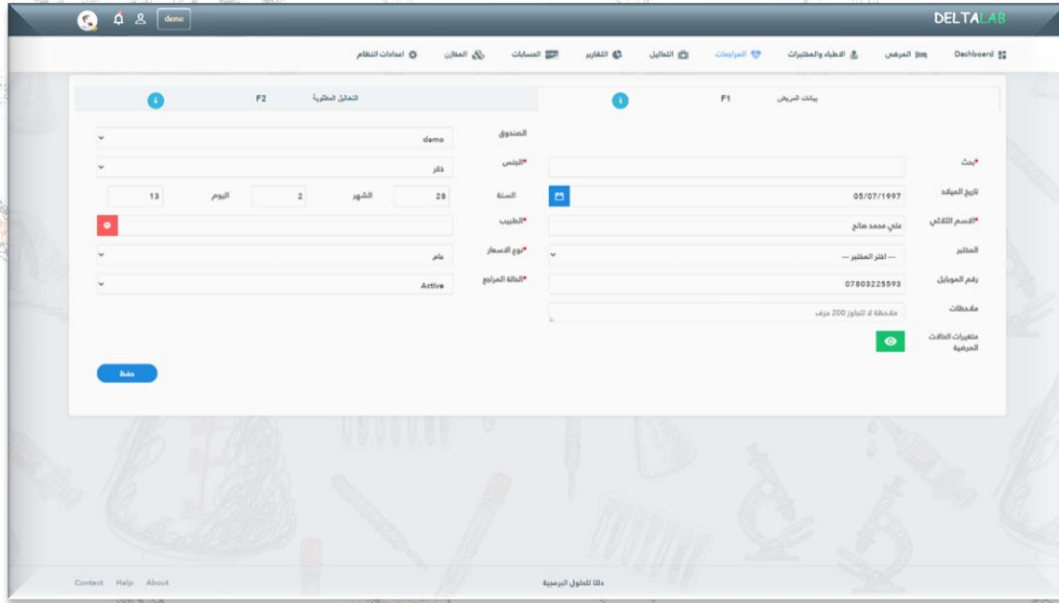 DELTALAB
demo
Dashboard
المرضى
الاطباء والمختبرات
المراجعات
التحاليل
التقارير
الحسابات
المخازن
اعدادات النظام
بيانات المريض F1
التحاليل المطلوبة F2
الصندوق demo
*بحث
*الجنس ذكر
تاريخ الميلاد 05/07/1997
السنة 28 الشهر 2 اليوم 13
*الاسم الثلاثي علي محمد صالح
*الطبيب
المختبر --- اختر المختبر ---
*نوع الاسعار عام
رقم الموبايل 07803225593
*الحالة المراجع Active
ملاحظات ملاحظة لا تتجاوز 200 حرف
متغيرات الحالات
المرضية
حفظ
دلتا للحلول البرمجية
Contact Help About